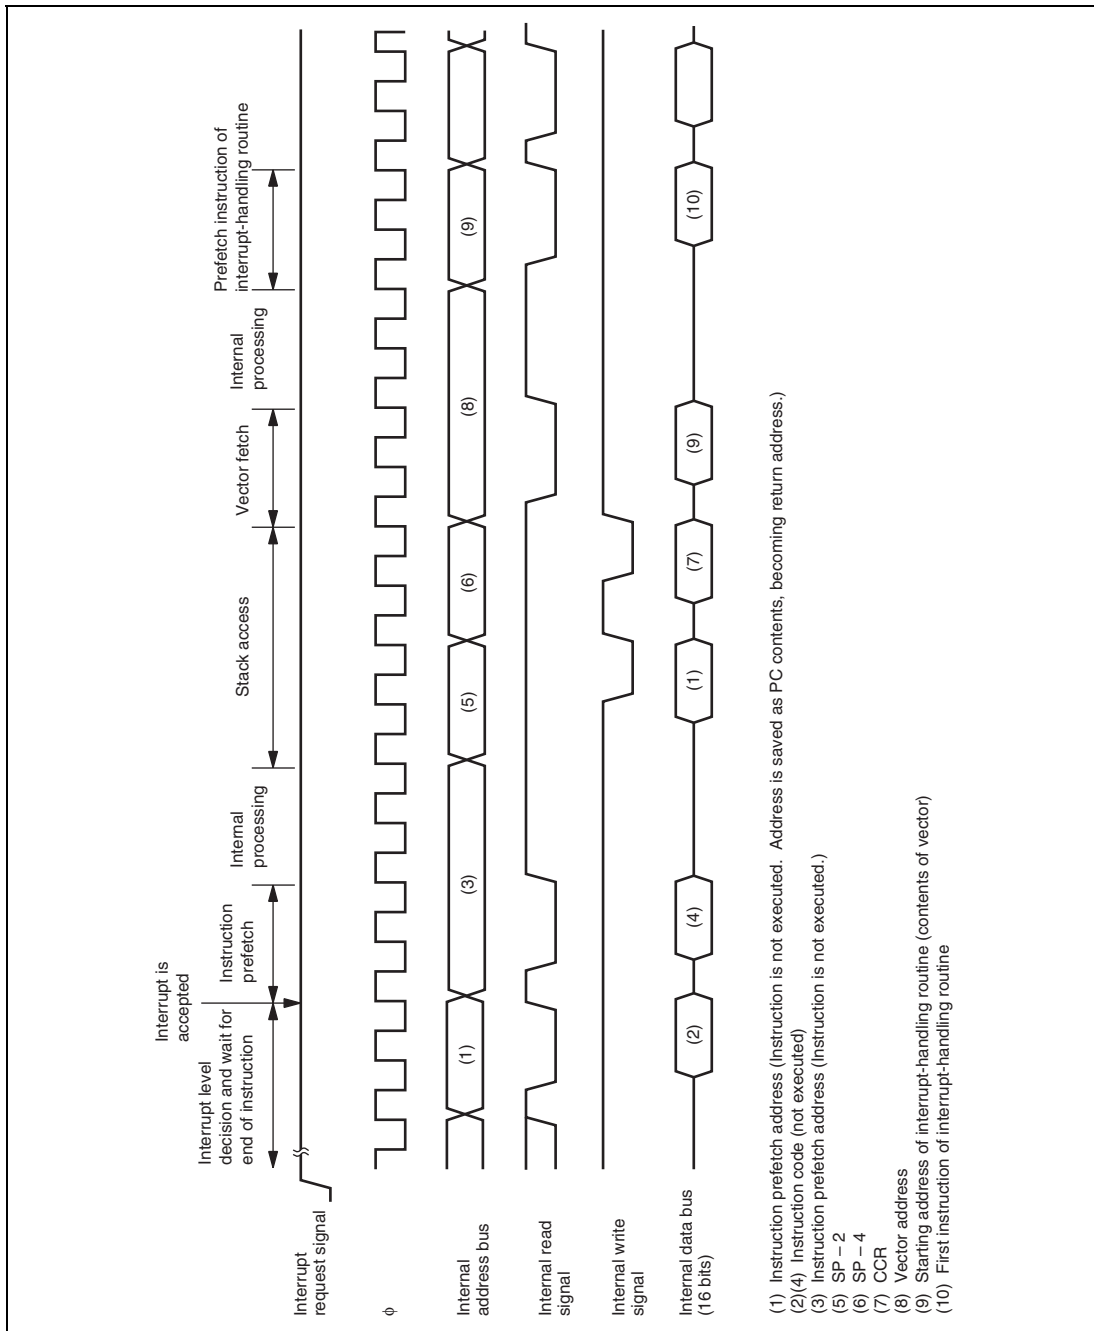 Interrupt is
accepted
Interrupt level
decision and wait for
end of instruction
Instruction
prefetch
Internal
processing
Stack access
Vector fetch
Internal
processing
Prefetch instruction of
interrupt-handling routine
Interrupt
request signal
ϕ
Internal
address bus
(1)
(3)
(5)
(6)
(8)
(9)
Internal read
signal
Internal write
signal
Internal data bus
(16 bits)
(2)
(4)
(1)
(7)
(9)
(10)
(1) Instruction prefetch address (Instruction is not executed. Address is saved as PC contents, becoming return address.)
(2)(4) Instruction code (not executed)
(3) Instruction prefetch address (Instruction is not executed.)
(5) SP – 2
(6) SP – 4
(7) CCR
(8) Vector address
(9) Starting address of interrupt-handling routine (contents of vector)
(10) First instruction of interrupt-handling routine